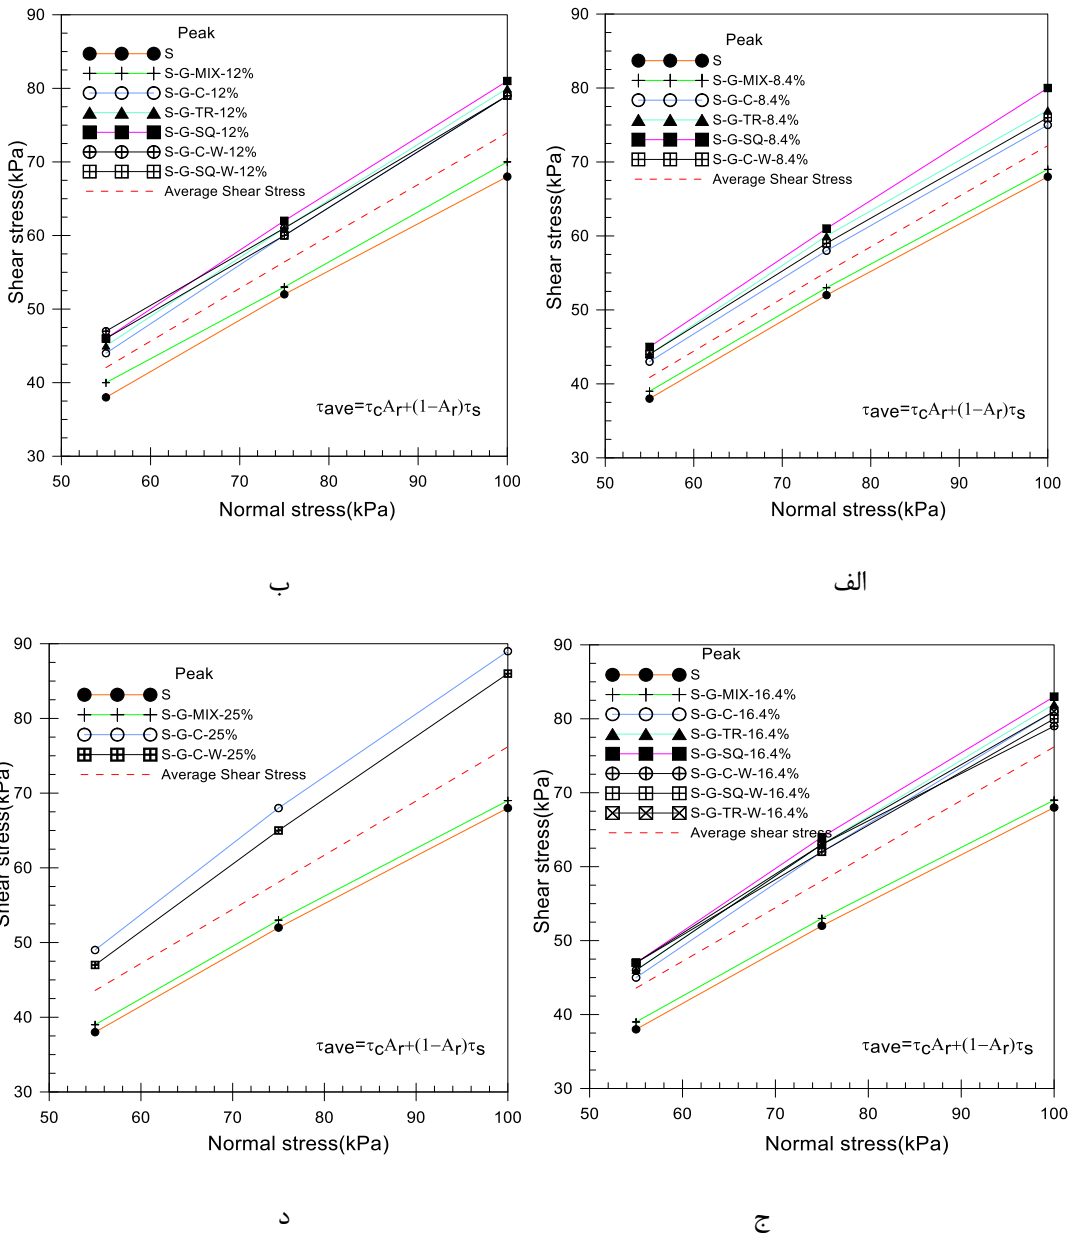 Peak
S
S-G-MIX-12%
S-G-C-12%
S-G-TR-12%
S-G-SQ-12%
S-G-C-W-12%
S-G-SQ-W-12%
Average Shear Stress
90
80
70
60
50
40
30
Shear stress(kPa)
τave=τcAr+(1−Ar)τs
50 60 70 80 90 100
Normal stress(kPa)
ب
Peak
S
S-G-MIX-8.4%
S-G-C-8.4%
S-G-TR-8.4%
S-G-SQ-8.4%
S-G-C-W-8.4%
Average Shear Stress
90
80
70
60
50
40
30
Shear stress(kPa)
τave=τcAr+(1−Ar)τs
50 60 70 80 90 100
Normal stress(kPa)
الف
Peak
S
S-G-MIX-25%
S-G-C-25%
S-G-C-W-25%
Average Shear Stress
90
80
70
60
50
40
30
Shear stress(kPa)
τave=τcAr+(1−Ar)τs
50 60 70 80 90 100
Normal stress(kPa)
د
Peak
S
S-G-MIX-16.4%
S-G-C-16.4%
S-G-TR-16.4%
S-G-SQ-16.4%
S-G-C-W-16.4%
S-G-SQ-W-16.4%
S-G-TR-W-16.4%
Average shear stress
90
80
70
60
50
40
30
Shear stress(kPa)
τave=τcAr+(1−Ar)τs
50 60 70 80 90 100
Normal stress(kPa)
ج